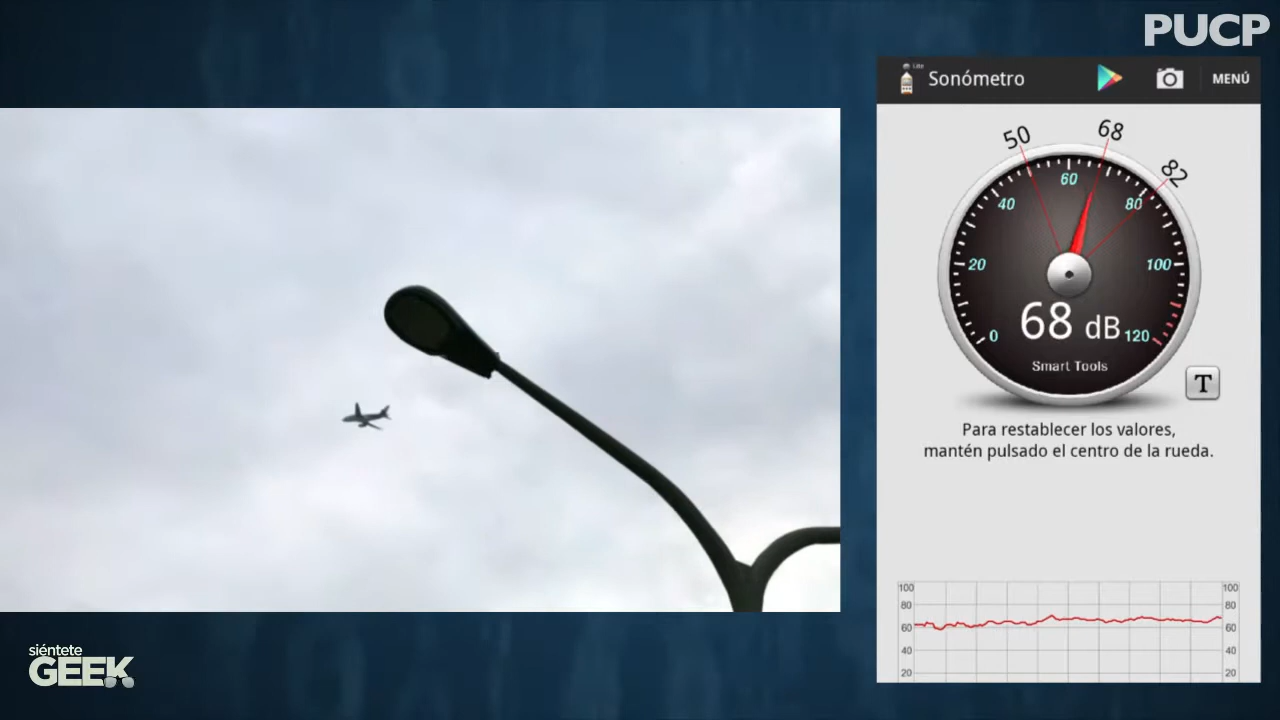 PUCP
Lite
Sonómetro
MENÚ
50
68
82
0
20
40
60
80
100
120
68 dB
Smart Tools
T
Para restablecer los valores,
mantén pulsado el centro de la rueda.
100
80
60
40
20
100
80
60
40
20
siéntete
GEEK